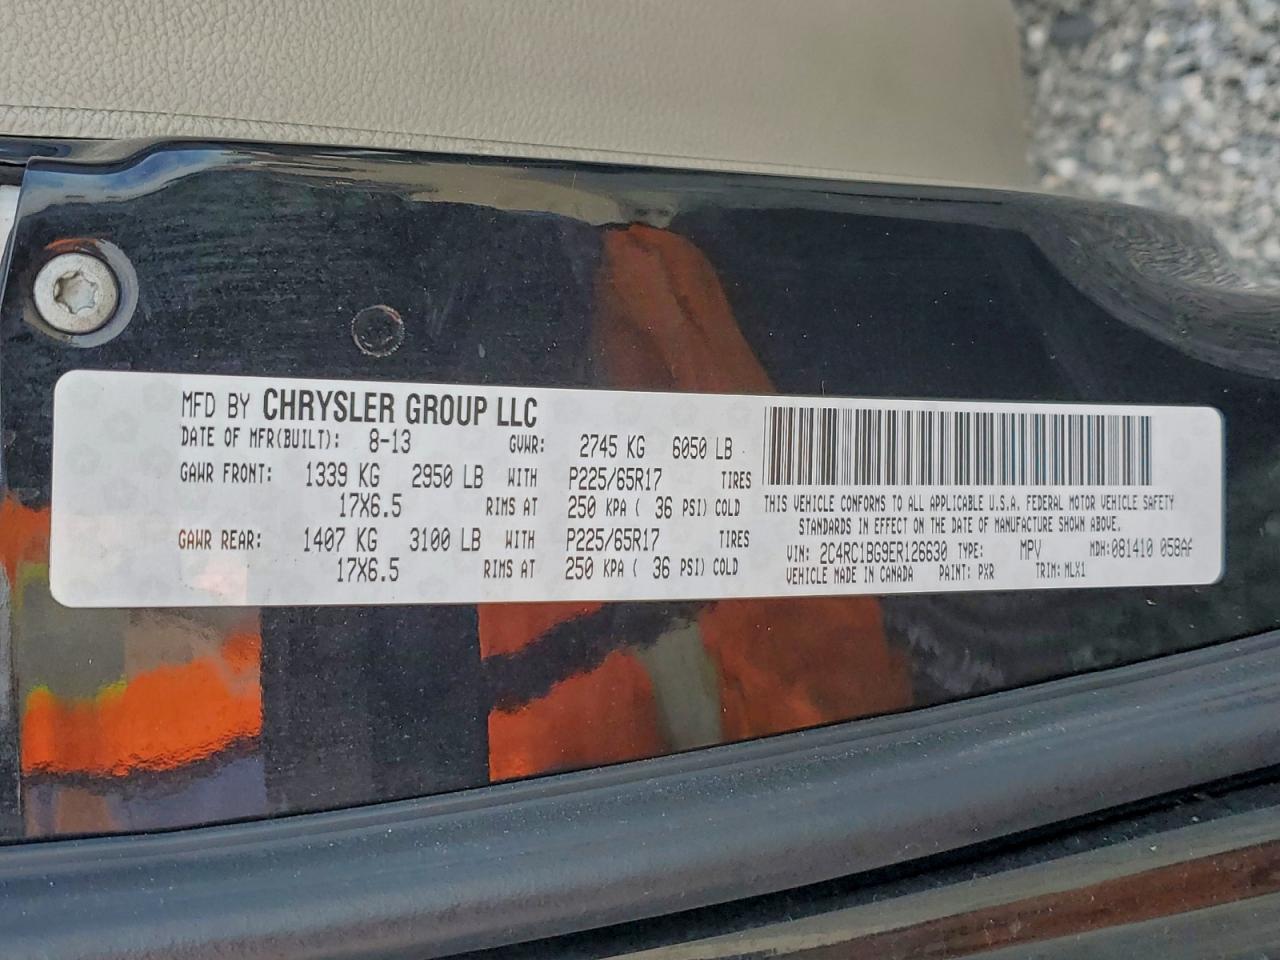 MFD BY CHRYSLER GROUP LLC
DATE OF MFR(BUILT): 8-13 GVWR: 2745 KG 6050 LB
GAWR FRONT: 1339 KG 2950 LB WITH P225/65R17 TIRES
17X6.5 RIMS AT 250 KPA ( 36 PSI) COLD
GAWR REAR: 1407 KG 3100 LB WITH P225/65R17 TIRES
17X6.5 RIMS AT 250 KPA ( 36 PSI) COLD
THIS VEHICLE CONFORMS TO ALL APPLICABLE U.S.A. FEDERAL MOTOR VEHICLE SAFETY
STANDARDS IN EFFECT ON THE DATE OF MANUFACTURE SHOWN ABOVE.
VIN: 2C4RC1BG9ER126630 TYPE: MPV MDH:081410 058AF
VEHICLE MADE IN CANADA PAINT: PXR TRIM: MLX1